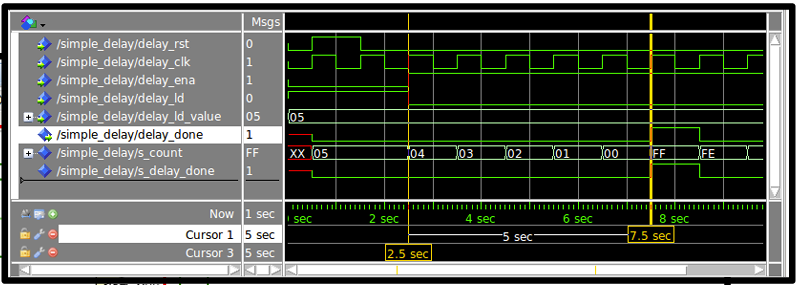 Msgs
/simple_delay/delay_rst 0
/simple_delay/delay_clk 1
/simple_delay/delay_ena 1
/simple_delay/delay_ld 0
/simple_delay/delay_ld_value 05 05
/simple_delay/delay_done 1
/simple_delay/s_count FF XX 05 04 03 02 01 00 FF FE
/simple_delay/s_delay_done 1
Now 1 sec sec 2 sec 4 sec 6 sec 8 sec
Cursor 1 5 sec 5 sec 7.5 sec
Cursor 3 5 sec 2.5 sec